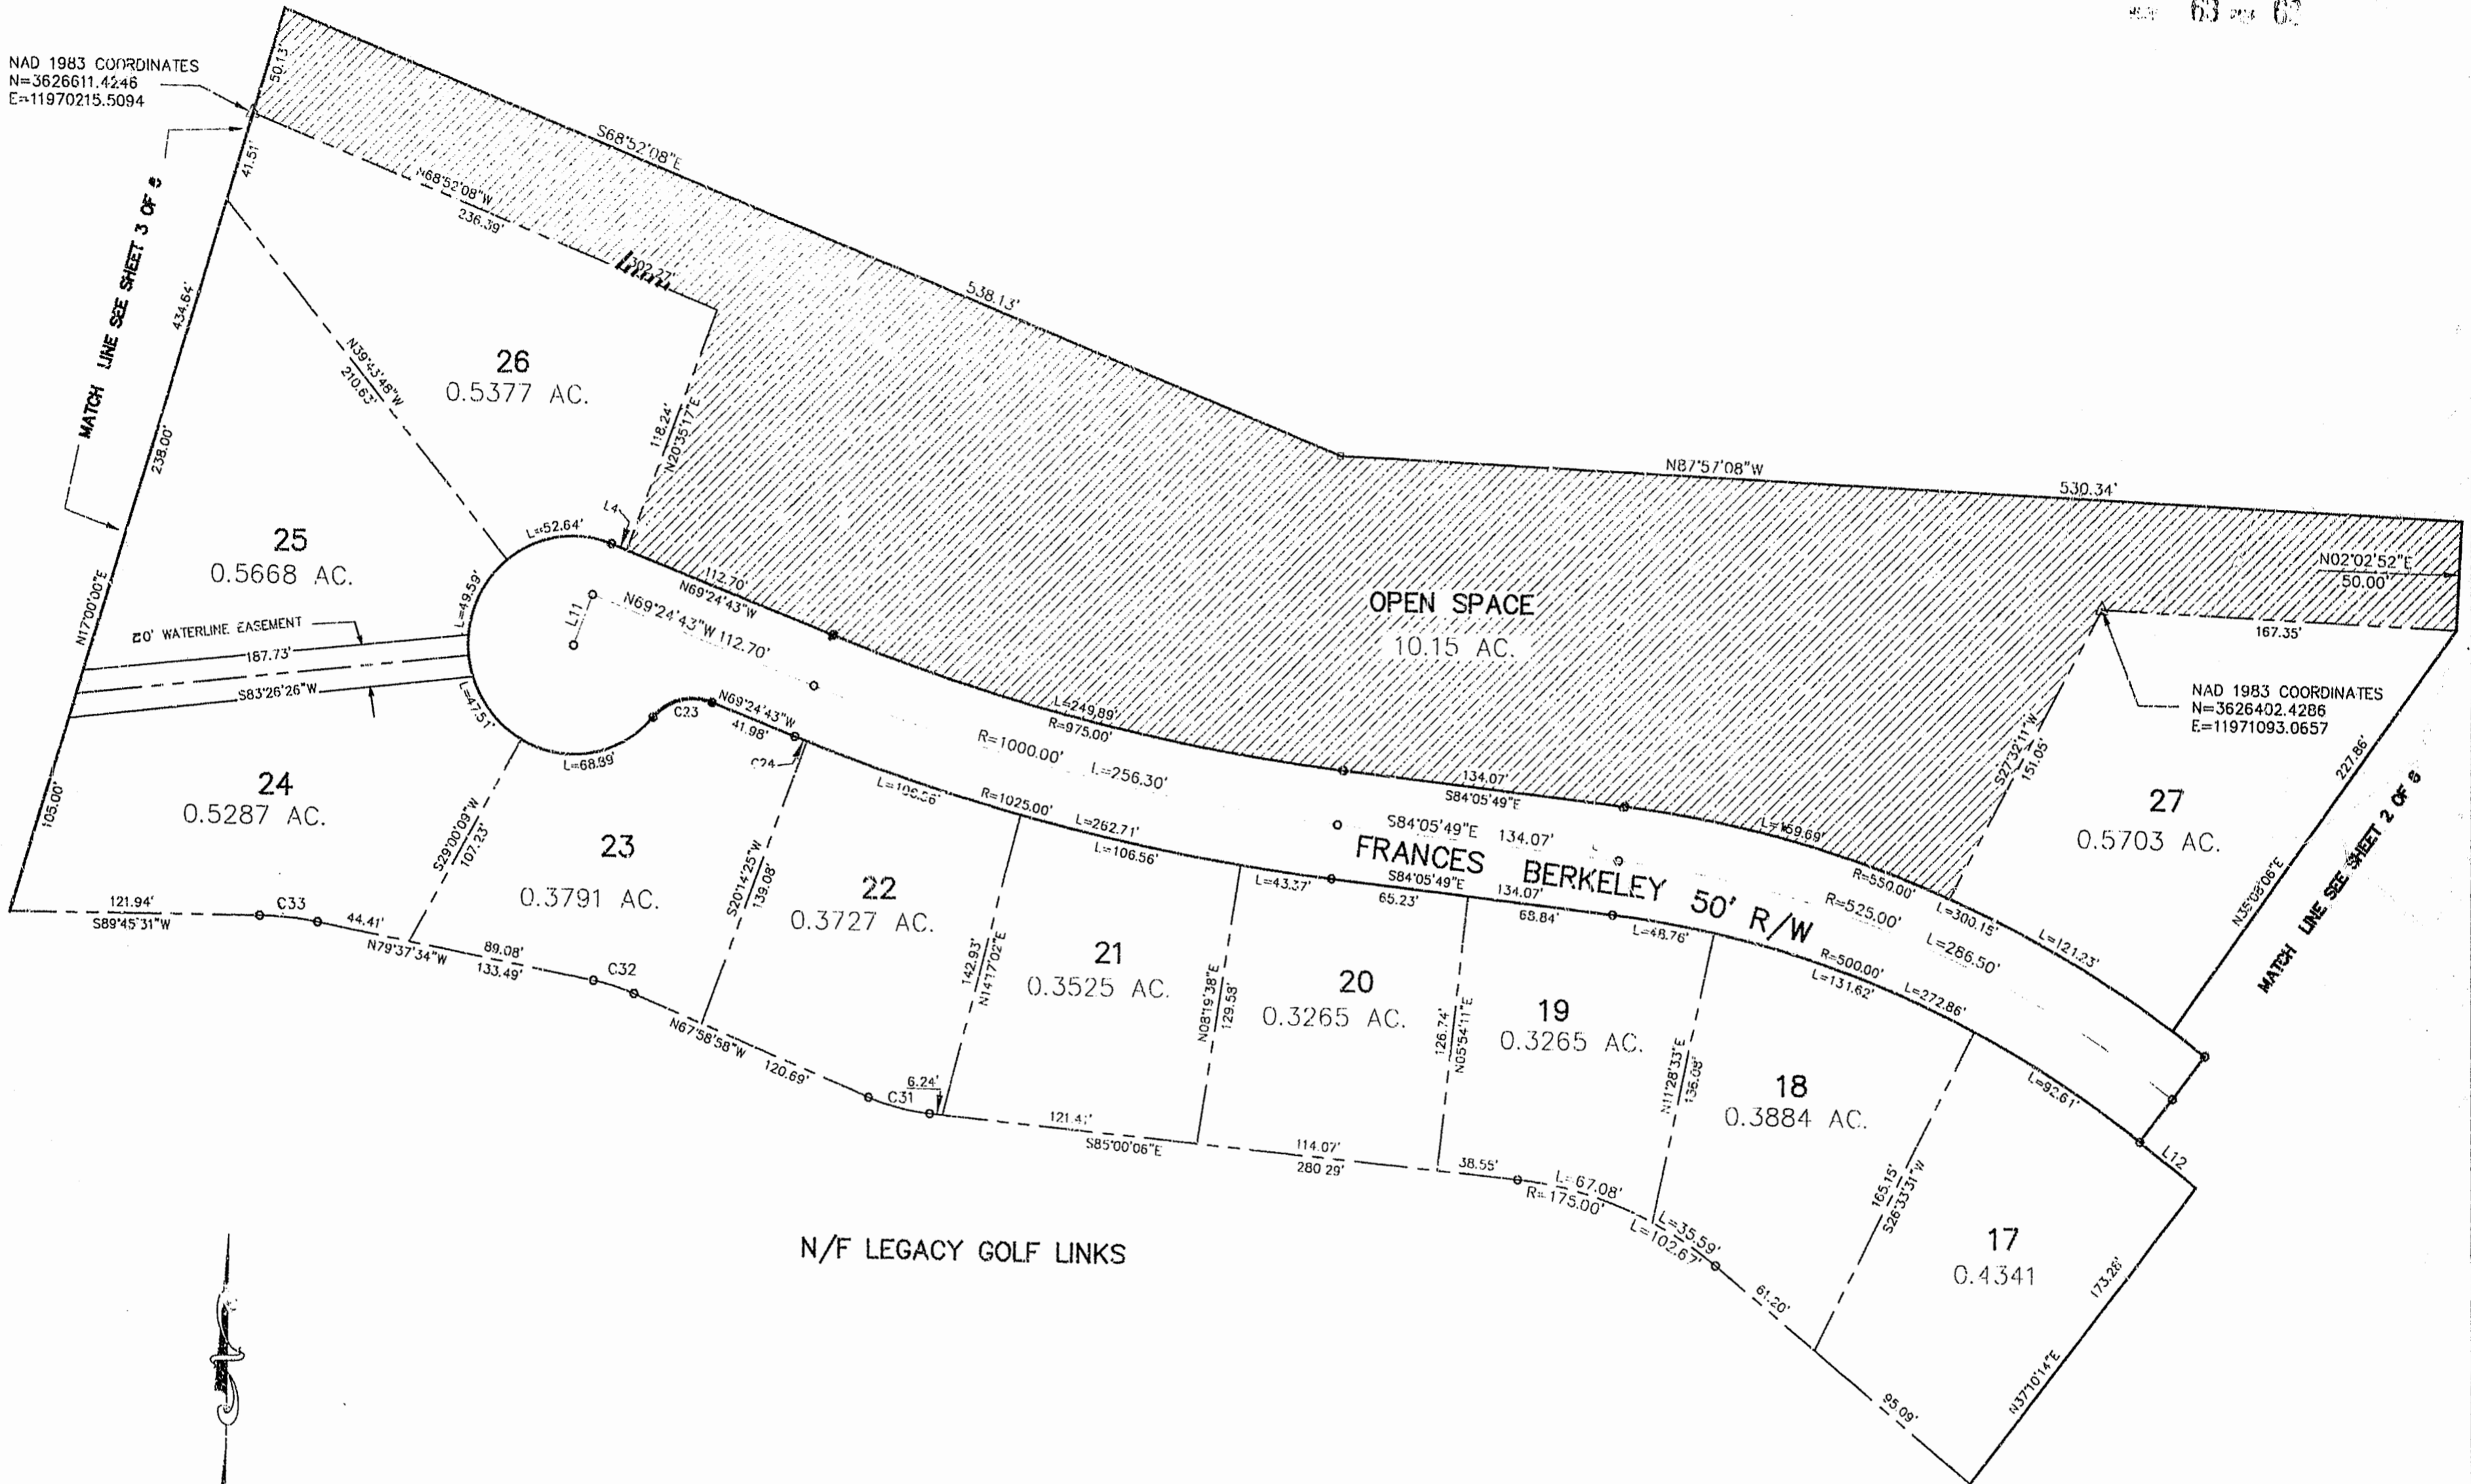 63 62
NAD 1983 COORDINATES
N=3626611.4246
E=11970215.5094
50.13'
41.51'
MATCH LINE SEE SHEET 3 OF
434.64'
238.00'
N17°00'00"E
105.00'
S68°52'08"E
538.13'
N68°52'08"W
236.39'
302.27'
N39°43'48"W
210.63'
26
0.5377 AC.
118.24'
N20°35'17"E
L4
L=52.64'
25
0.5668 AC.
L=49.59'
20' WATERLINE EASEMENT
187.73'
S83°26'26"W
L=47.51'
L11
N69°24'43"W 112.70'
112.70'
N69°24'43"W
C23
N69°24'43"W
41.98'
C24
24
0.5287 AC.
121.94'
S89°45'31"W
C33
44.41'
N79°37'34"W
S29°00'09"W
107.23'
L=68.89'
23
0.3791 AC.
89.08'
133.49'
C32
S20°14'25"W
139.08'
22
0.3727 AC.
N67°58'58"W
120.69'
C31
6.24'
142.93'
N14°17'02"E
L=106.56'
R=1025.00'
L=262.71'
L=106.56'
L=249.89'
R=975.00'
R=1000.00'
L=256.30'
21
0.3525 AC.
121.41'
S85°00'06"E
N08°19'38"E
129.58'
L=43.37'
S84°05'49"E
134.07'
65.23'
68.84'
20
0.3265 AC.
114.07'
280.29'
126.74'
N05°54'11"E
19
0.3265 AC.
38.55'
L=67.08'
R=175.00'
L=35.59'
L=102.67'
L=48.76'
N11°28'33"E
136.08'
18
0.3884 AC.
61.20'
R=500.00'
L=131.62'
L=272.86'
L=92.61'
165.15'
S26°33'31"W
17
0.4341
95.09'
N37°10'14"E
173.28'
L12
OPEN SPACE
10.15 AC.
N87°57'08"W
530.34'
N02°02'52"E
50.00'
167.35'
NAD 1983 COORDINATES
N=3626402.4286
E=11971093.0657
S27°32'11"W
151.05'
27
0.5703 AC.
227.86'
N35°08'06"E
MATCH LINE SEE SHEET 2 OF
134.07'
S84°05'49"E
S84°05'49"E 134.07'
FRANCES BERKELEY 50' R/W
L=159.69'
R=550.00'
L=300.15'
L=121.23'
R=525.00'
L=286.50'
N/F LEGACY GOLF LINKS